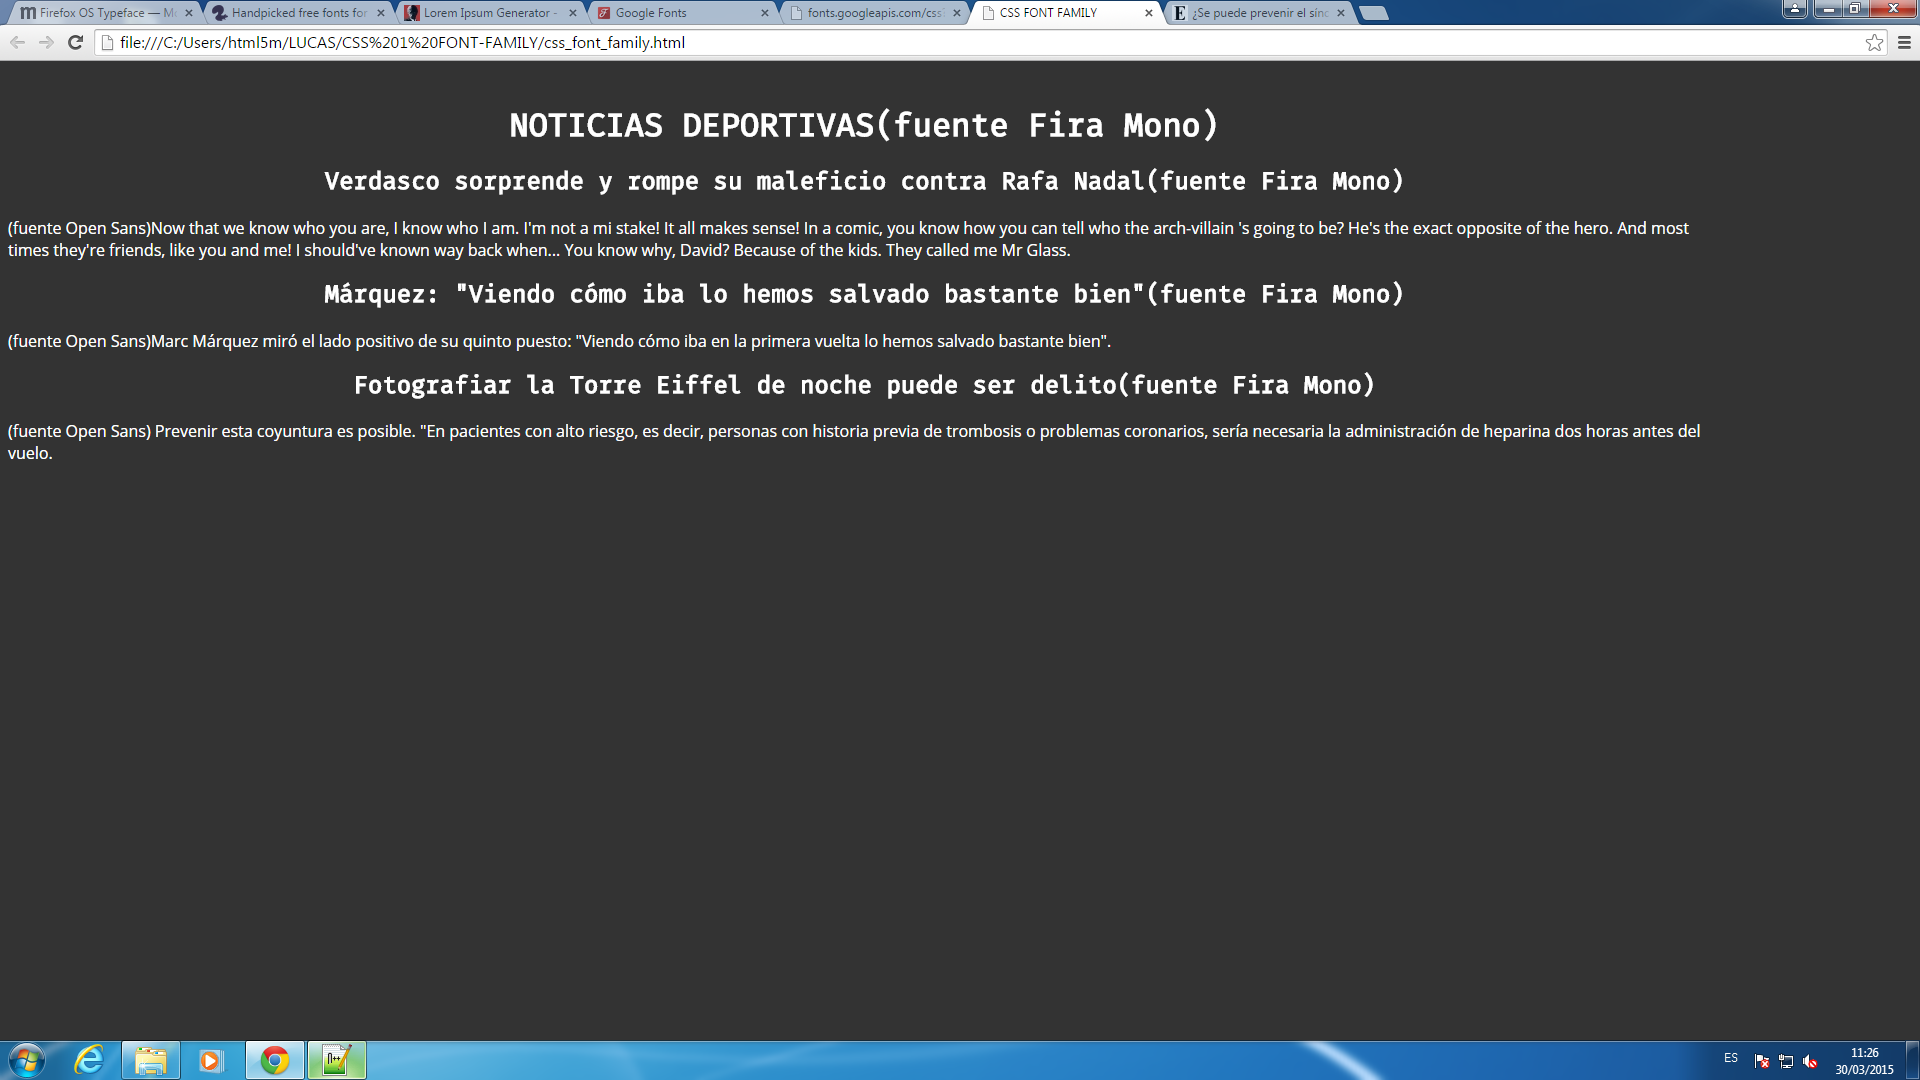 Firefox OS Typeface — Mo
Handpicked free fonts for
Lorem Ipsum Generator -
Google Fonts
fonts.googleapis.com/css?
CSS FONT FAMILY
¿Se puede prevenir el sínd
file:///C:/Users/html5m/LUCAS/CSS%201%20FONT-FAMILY/css_font_family.html
NOTICIAS DEPORTIVAS(fuente Fira Mono)
Verdasco sorprende y rompe su maleficio contra Rafa Nadal(fuente Fira Mono)
(fuente Open Sans)Now that we know who you are, I know who I am. I'm not a mi stake! It all makes sense! In a comic, you know how you can tell who the arch-villain 's going to be? He's the exact opposite of the hero. And most
times they're friends, like you and me! I should've known way back when... You know why, David? Because of the kids. They called me Mr Glass.
Márquez: "Viendo cómo iba lo hemos salvado bastante bien"(fuente Fira Mono)
(fuente Open Sans)Marc Márquez miró el lado positivo de su quinto puesto: "Viendo cómo iba en la primera vuelta lo hemos salvado bastante bien".
Fotografiar la Torre Eiffel de noche puede ser delito(fuente Fira Mono)
(fuente Open Sans) Prevenir esta coyuntura es posible. "En pacientes con alto riesgo, es decir, personas con historia previa de trombosis o problemas coronarios, sería necesaria la administración de heparina dos horas antes del
vuelo.
ES
11:26
30/03/2015